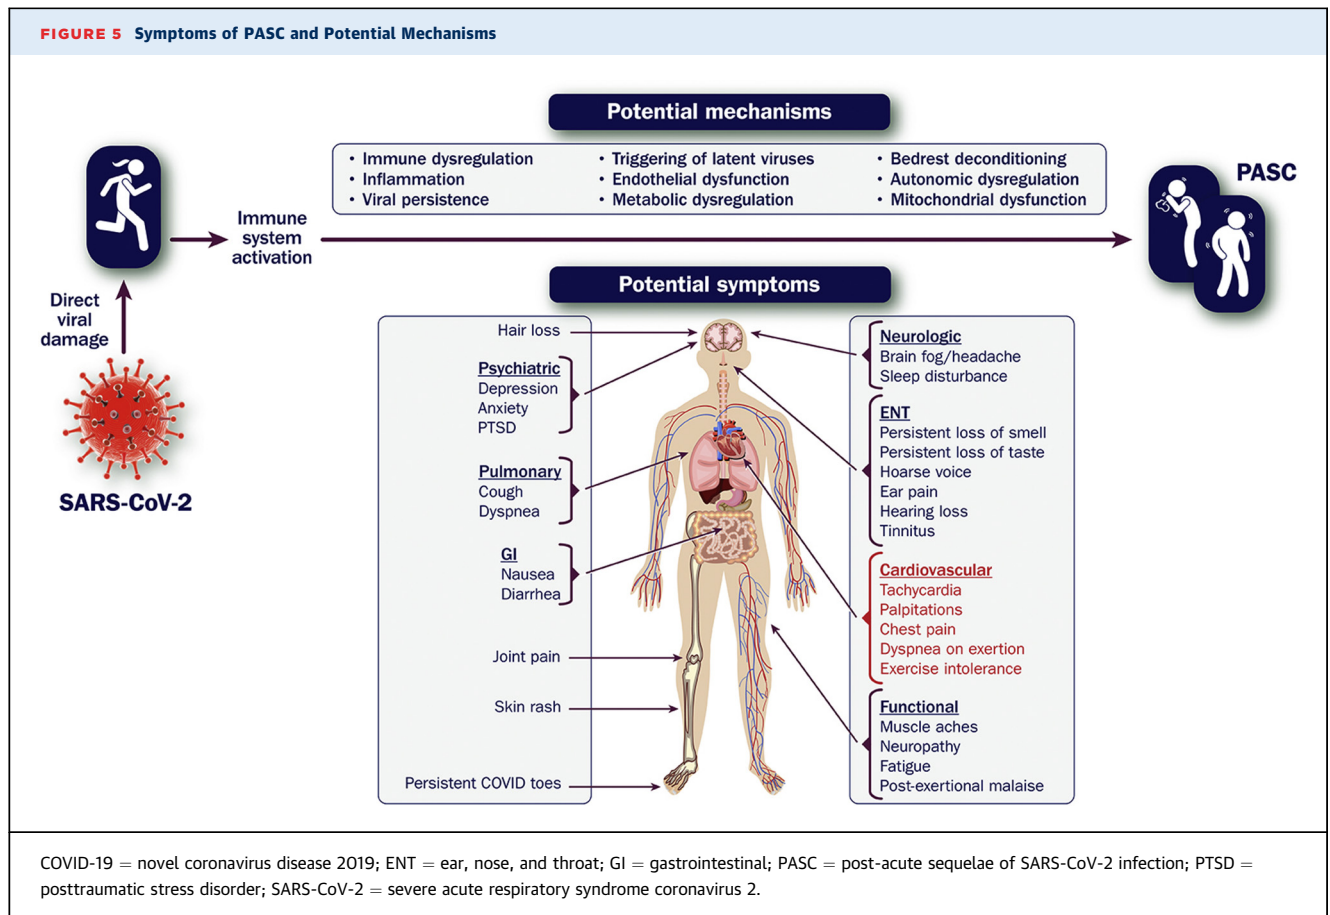 FIGURE 5 Symptoms of PASC and Potential Mechanisms
Potential mechanisms
• Immune dysregulation
• Inflammation
• Viral persistence
• Triggering of latent viruses
• Endothelial dysfunction
• Metabolic dysregulation
• Bedrest deconditioning
• Autonomic dysregulation
• Mitochondrial dysfunction
PASC
Immune
system
activation
Direct
viral
damage
SARS-CoV-2
Potential symptoms
Hair loss
Psychiatric
Depression
Anxiety
PTSD
Pulmonary
Cough
Dyspnea
GI
Nausea
Diarrhea
Joint pain
Skin rash
Persistent COVID toes
Neurologic
Brain fog/headache
Sleep disturbance
ENT
Persistent loss of smell
Persistent loss of taste
Hoarse voice
Ear pain
Hearing loss
Tinnitus
Cardiovascular
Tachycardia
Palpitations
Chest pain
Dyspnea on exertion
Exercise intolerance
Functional
Muscle aches
Neuropathy
Fatigue
Post-exertional malaise
COVID-19 = novel coronavirus disease 2019; ENT = ear, nose, and throat; GI = gastrointestinal; PASC = post-acute sequelae of SARS-CoV-2 infection; PTSD =
posttraumatic stress disorder; SARS-CoV-2 = severe acute respiratory syndrome coronavirus 2.